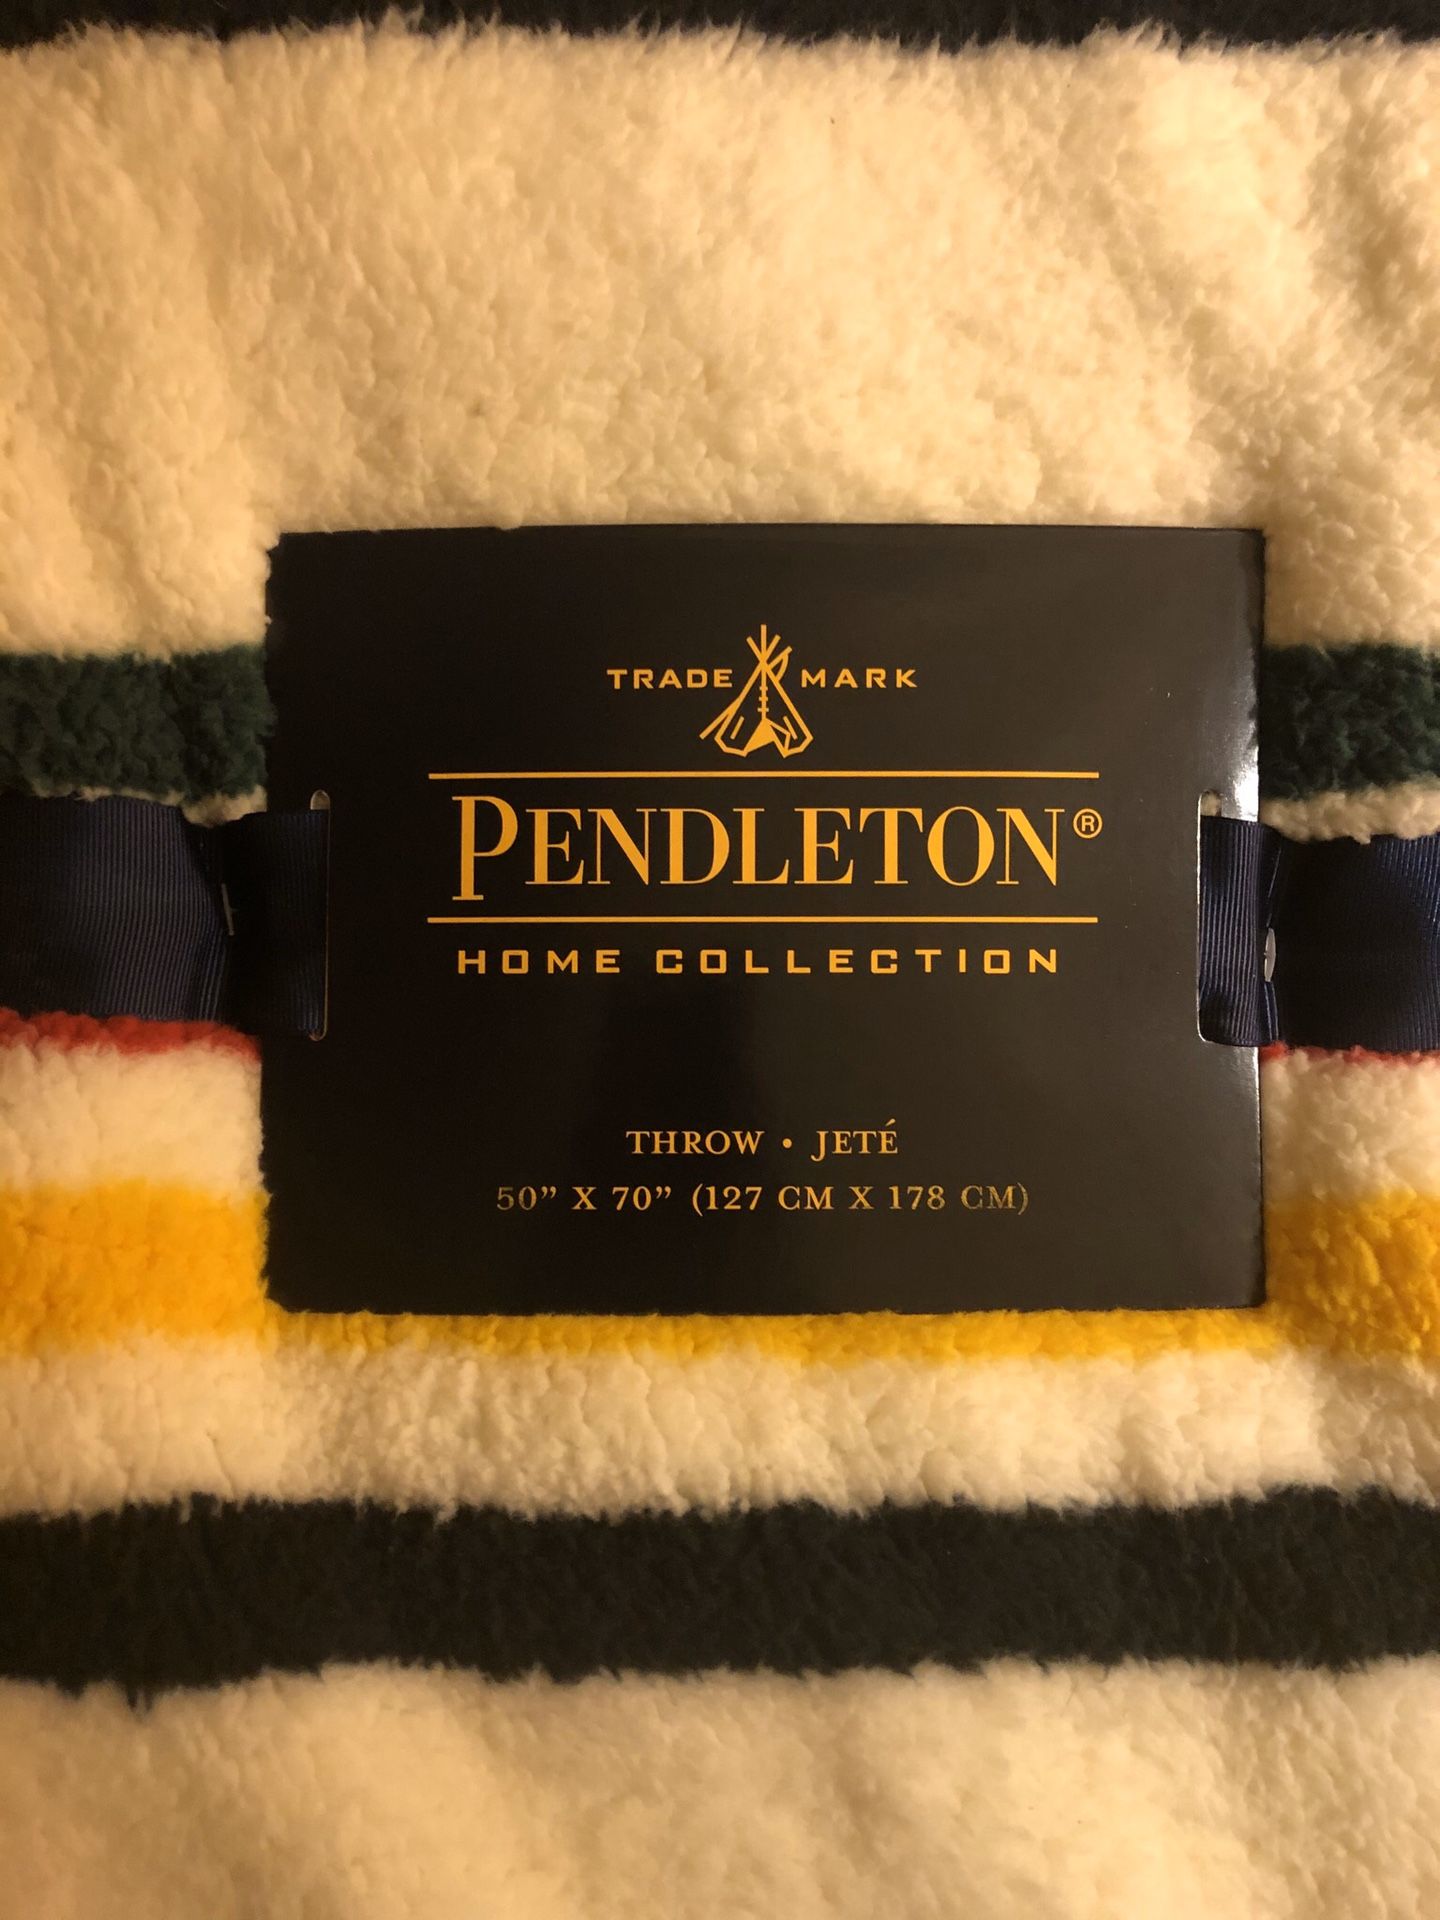 TRADE MARK
PENDLETON®
HOME COLLECTION
THROW • JETÉ
50” X 70” (127 CM X 178 CM)